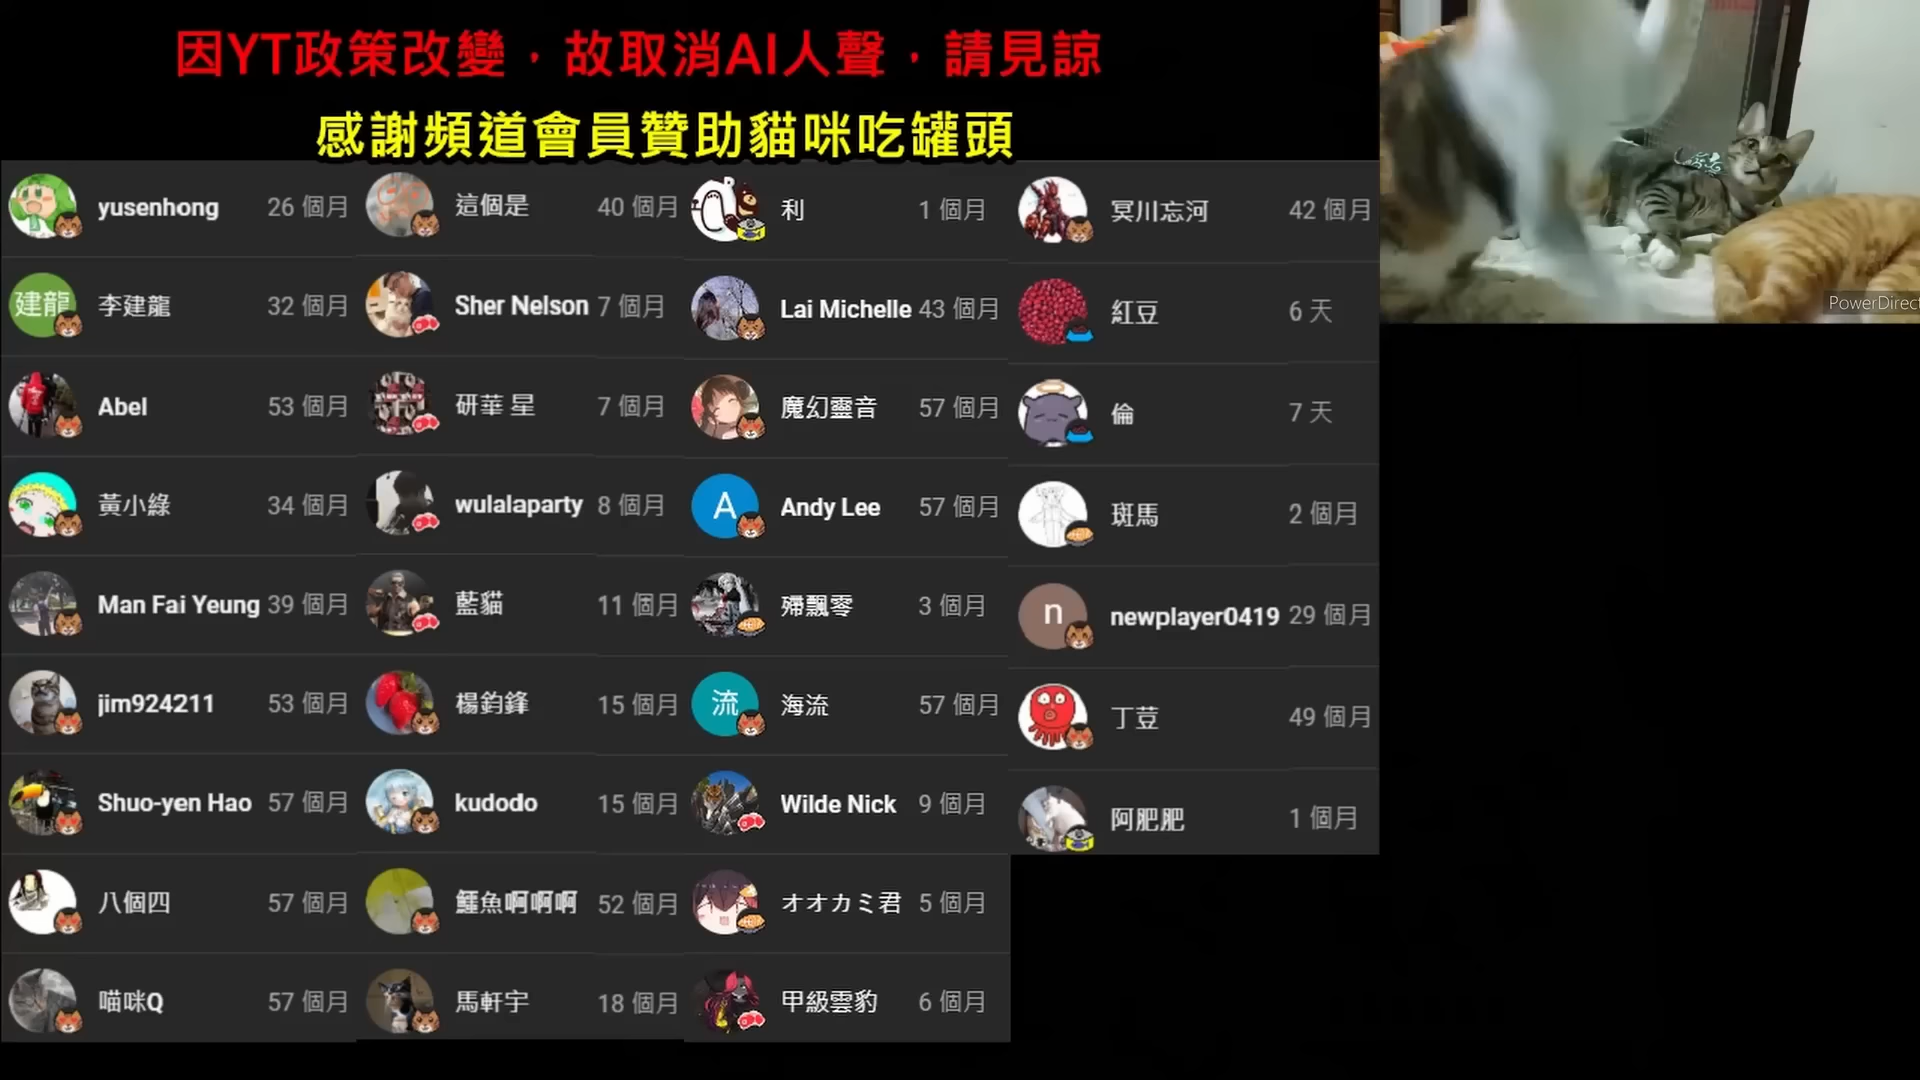 因YT政策改變，故取消AI人聲，請見諒
感謝頻道會員贊助貓咪吃罐頭
yusenhong 26 個月
建龍 李建龍 32 個月
Abel 53 個月
黃小綠 34 個月
Man Fai Yeung 39 個月
jim924211 53 個月
Shuo-yen Hao 57 個月
八個四 57 個月
喵咪Q 57 個月
這個是 40 個月
Sher Nelson 7 個月
研華 星 7 個月
wulalaparty 8 個月
藍貓 11 個月
楊鈞鋒 15 個月
kudodo 15 個月
鱷魚啊啊啊 52 個月
馬軒宇 18 個月
利 1 個月
Lai Michelle 43 個月
魔幻靈音 57 個月
A Andy Lee 57 個月
殢飄零 3 個月
流 海流 57 個月
Wilde Nick 9 個月
オオカミ君 5 個月
甲級雲豹 6 個月
冥川忘河 42 個月
紅豆 6 天
倫 7 天
斑馬 2 個月
n newplayer0419 29 個月
丁荳 49 個月
阿肥肥 1 個月
PowerDirect